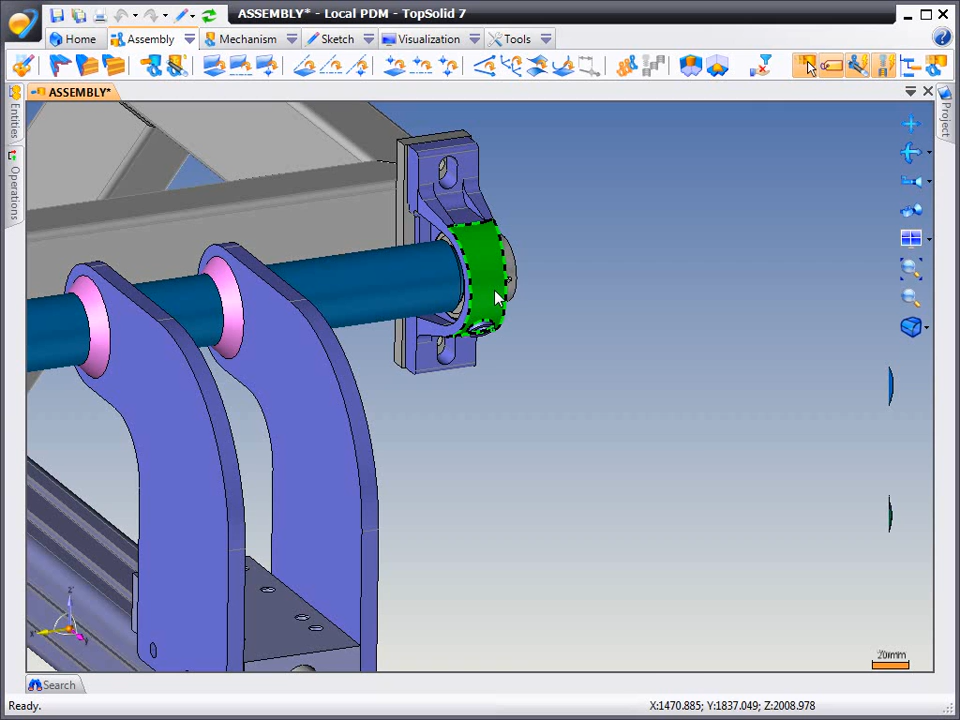 ASSEMBLY* - Local PDM - TopSolid 7
Home
Assembly
Mechanism
Sketch
Visualization
Tools
ASSEMBLY*
Entities
Operations
Project
20mm
Search
Ready.
X:1470.885; Y:1837.049; Z:2008.978